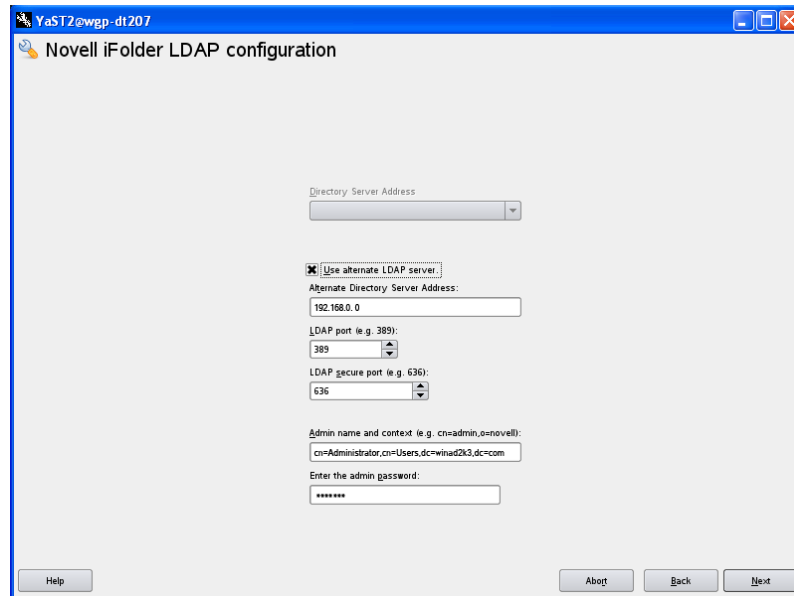 YaST2@wgp-dt207
Novell iFolder LDAP configuration
Directory Server Address
Use alternate LDAP server.
Alternate Directory Server Address:
192.168.0. 0
LDAP port (e.g. 389):
389
LDAP secure port (e.g. 636):
636
Admin name and context (e.g. cn=admin,o=novell):
cn=Administrator,cn=Users,dc=winad2k3,dc=com
Enter the admin password:
*******
Help Abort Back Next